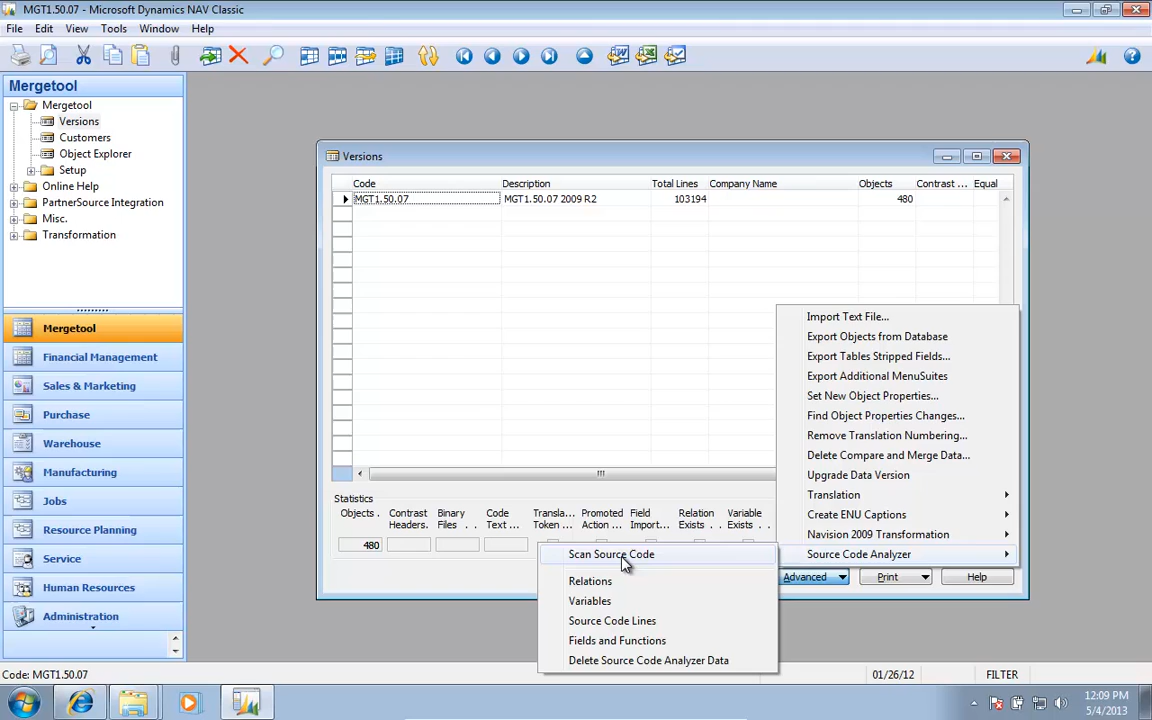 MGT1.50.07 - Microsoft Dynamics NAV Classic
File Edit View Tools Window Help
Mergetool
Mergetool
Versions
Customers
Object Explorer
Setup
Online Help
PartnerSource Integration
Misc.
Transformation
Mergetool
Financial Management
Sales & Marketing
Purchase
Warehouse
Manufacturing
Jobs
Resource Planning
Service
Human Resources
Administration
Versions
Code Description Total Lines Company Name Objects Contrast ... Equal
MGT1.50.07 MGT1.50.07 2009 R2 103194 480
Statistics
Objects . Contrast Headers. Binary Files . . Code Text ... Transla... Token ... Promoted Action ... Field Import... Relation Exists . . Variable Exists . .
480
Import Text File...
Export Objects from Database
Export Tables Stripped Fields...
Export Additional MenuSuites
Set New Object Properties...
Find Object Properties Changes...
Remove Translation Numbering...
Delete Compare and Merge Data...
Upgrade Data Version
Translation
Create ENU Captions
Navision 2009 Transformation
Source Code Analyzer
Scan Source Code
Relations
Variables
Source Code Lines
Fields and Functions
Delete Source Code Analyzer Data
Advanced Print Help
Code: MGT1.50.07 01/26/12 FILTER
12:09 PM
5/4/2013